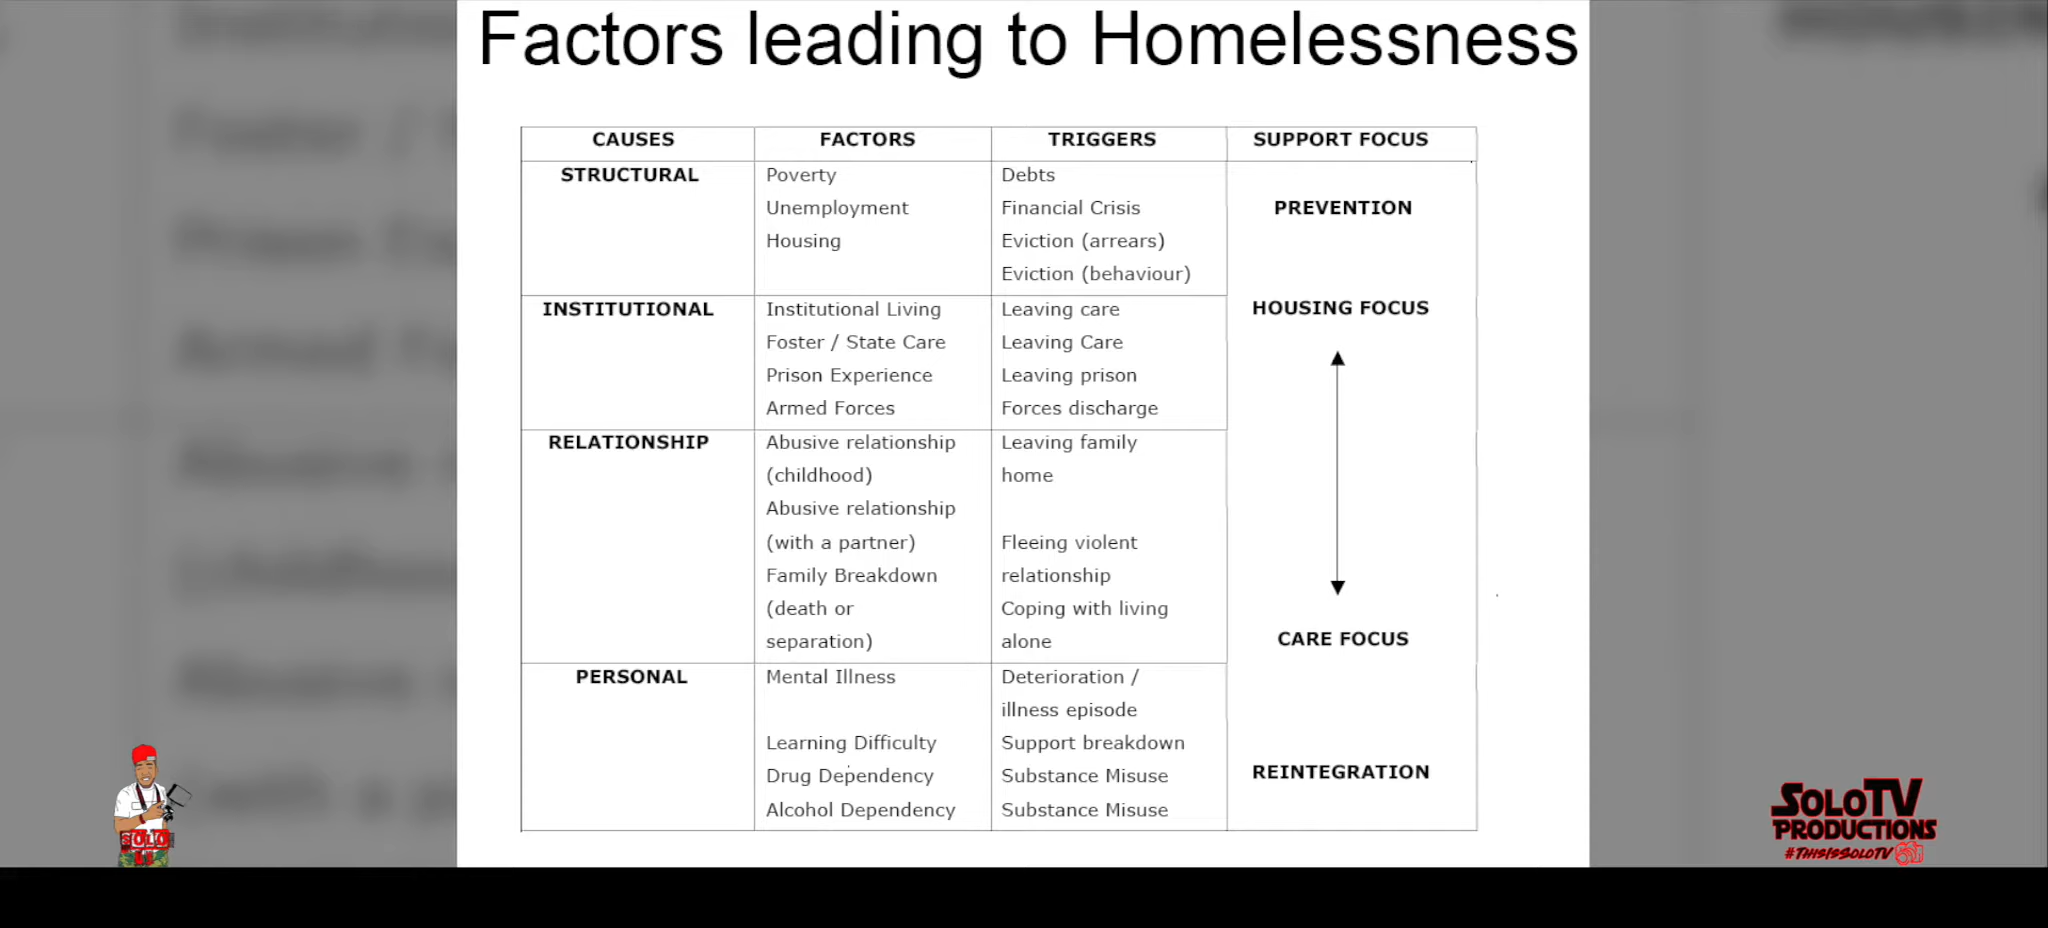 Factors leading to Homelessness
CAUSES FACTORS TRIGGERS SUPPORT FOCUS
STRUCTURAL Poverty Debts
Unemployment Financial Crisis PREVENTION
Housing Eviction (arrears)
Eviction (behaviour)
INSTITUTIONAL Institutional Living Leaving care HOUSING FOCUS
Foster / State Care Leaving Care
Prison Experience Leaving prison
Armed Forces Forces discharge
RELATIONSHIP Abusive relationship Leaving family
(childhood) home
Abusive relationship
(with a partner) Fleeing violent
Family Breakdown relationship
(death or Coping with living
separation) alone CARE FOCUS
PERSONAL Mental Illness Deterioration /
illness episode
Learning Difficulty Support breakdown
Drug Dependency Substance Misuse REINTEGRATION
Alcohol Dependency Substance Misuse
SOLO
SOLOTV
PRODUCTIONS
#THISISSOLOTV